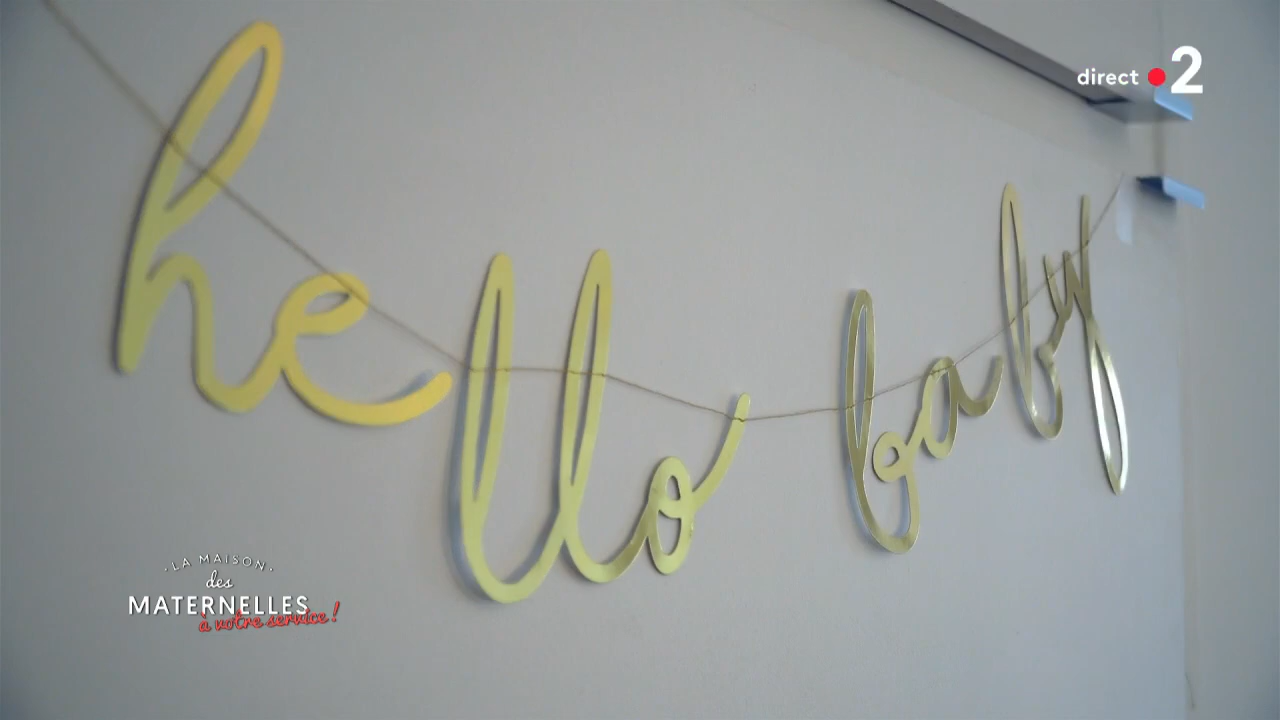 direct 2
hello baby
· LA MAISON ·
des
MATERNELLES
à votre service !